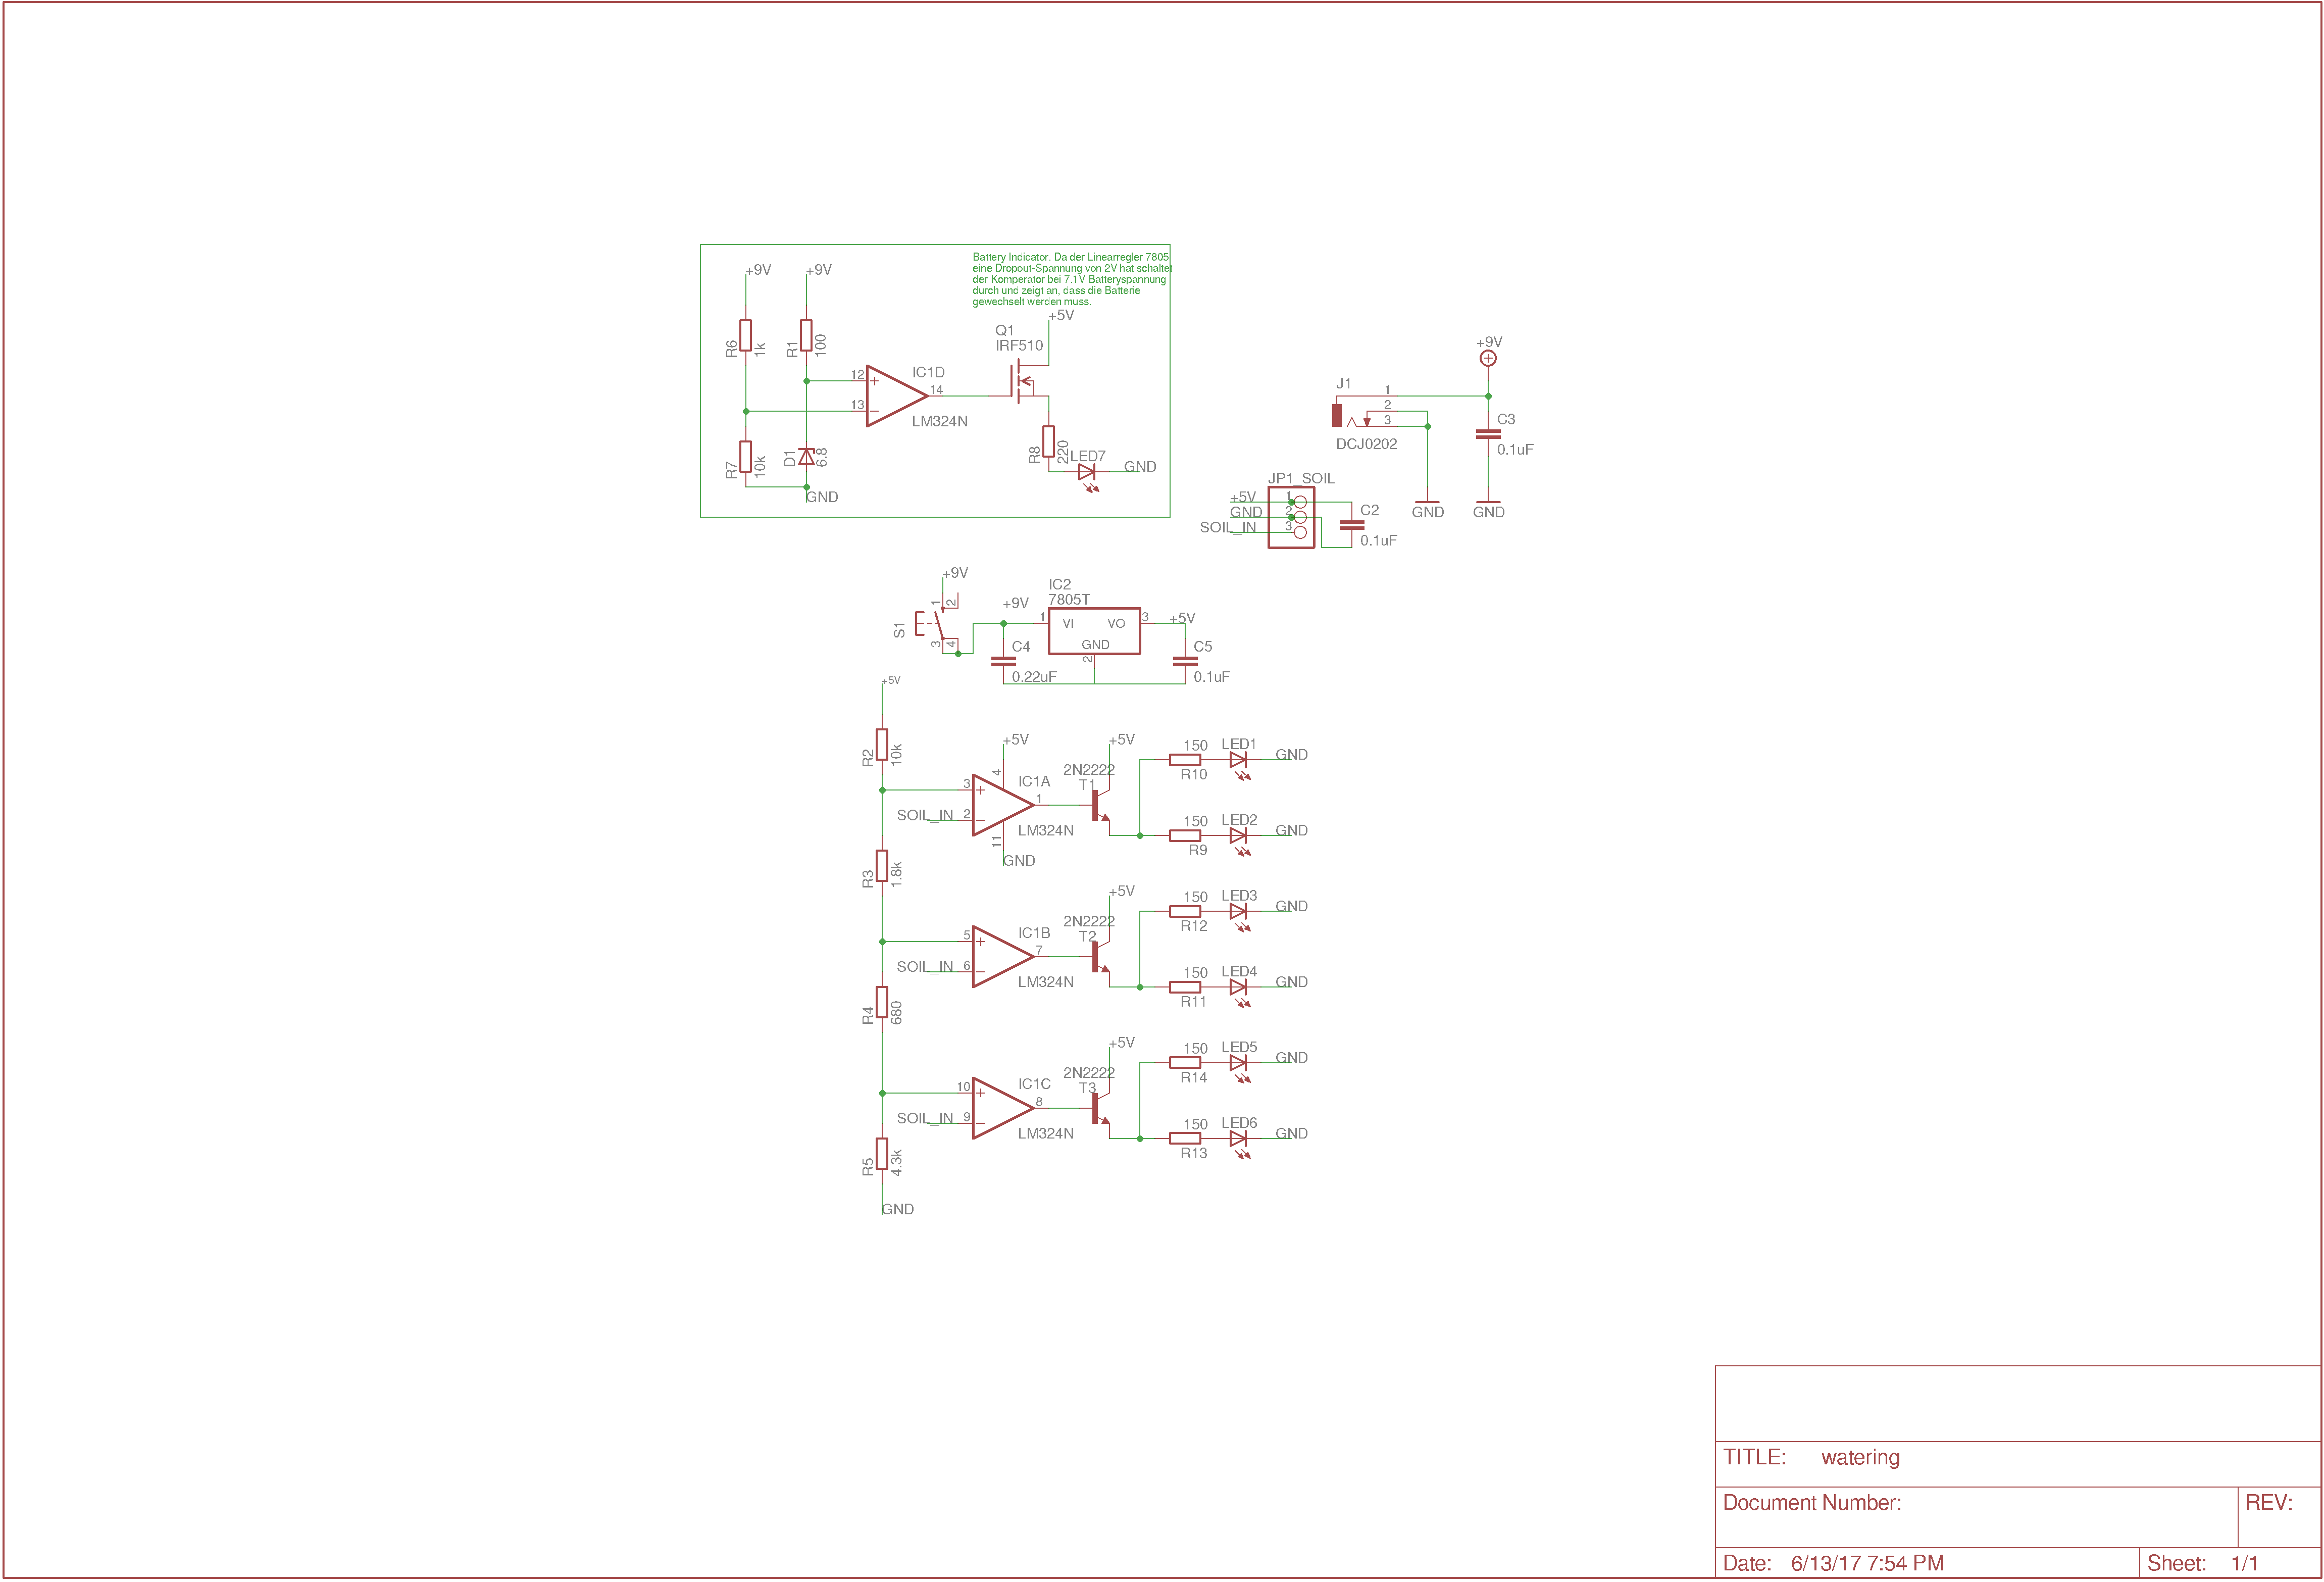 Battery Indicator. Da der Linearregler 7805
eine Dropout-Spannung von 2V hat schaltet
der Komperator bei 7.1V Batteryspannung
durch und zeigt an, dass die Batterie
gewechselt werden muss.
+9V
+9V
R6
1k
R1
100
12
13
IC1D
14
LM324N
Q1
IRF510
+5V
R7
10k
D1
6.8
GND
R8
220
LED7
GND
+9V
J1
1
2
3
DCJ0202
C3
0.1uF
GND
GND
JP1_SOIL
+5V
1
GND
2
SOIL_IN
3
C2
0.1uF
+9V
S1
1
2
3
4
+9V
IC2
7805T
1
VI
VO
3
GND
2
+5V
C4
0.22uF
C5
0.1uF
+5V
R2
10k
+5V
4
3
SOIL_IN
2
IC1A
1
LM324N
11
GND
+5V
2N2222
T1
150
LED1
GND
R10
150
LED2
GND
R9
R3
1.8k
5
SOIL_IN
6
IC1B
7
LM324N
+5V
2N2222
T2
150
LED3
GND
R12
150
LED4
GND
R11
R4
680
10
SOIL_IN
9
IC1C
8
LM324N
+5V
2N2222
T3
150
LED5
GND
R14
150
LED6
GND
R13
R5
4.3k
GND
TITLE: watering
Document Number:
REV:
Date: 6/13/17 7:54 PM
Sheet: 1/1